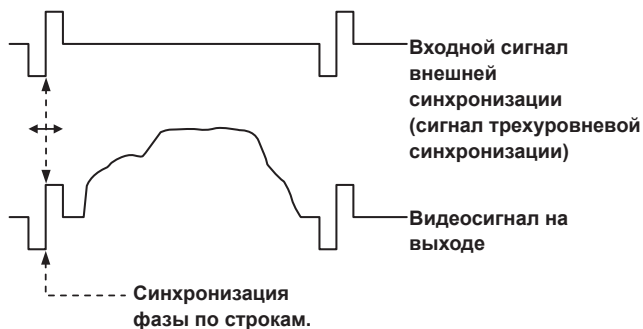 Входной сигнал
внешней
синхронизации
(сигнал трехуровневой
синхронизации)
Видеосигнал на
выходе
Синхронизация
фазы по строкам.